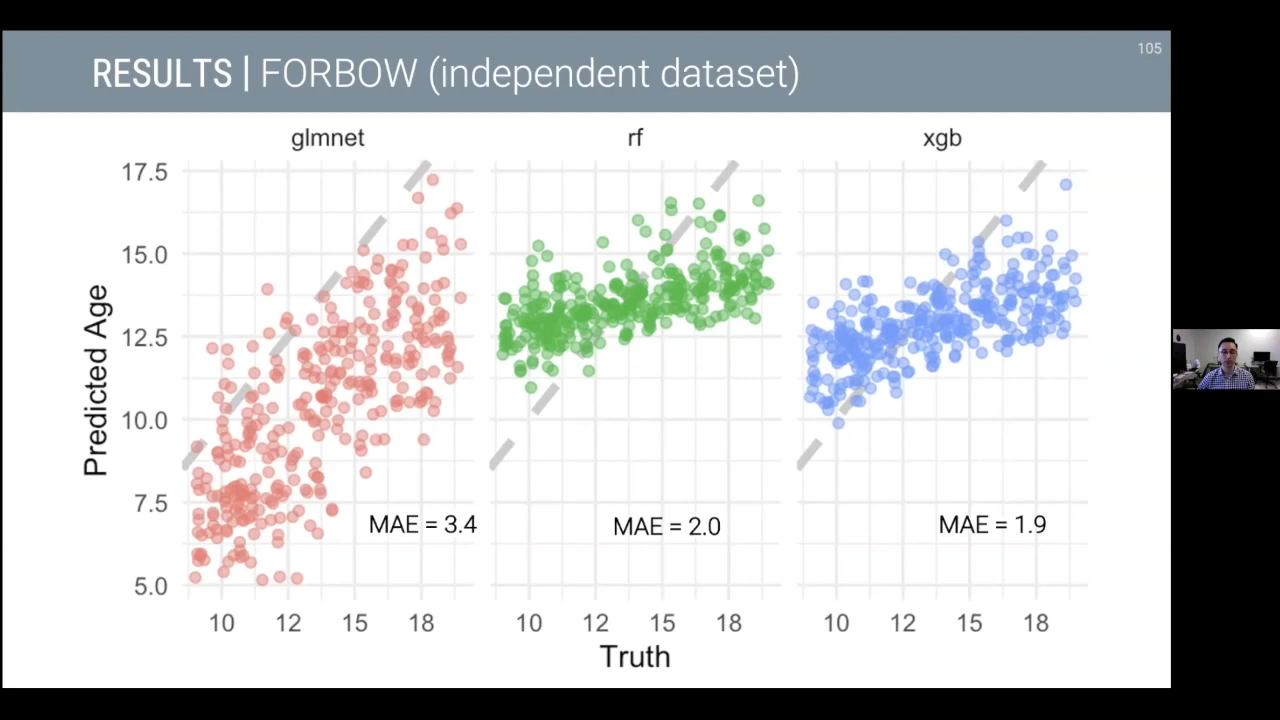 105
RESULTS | FORBOW (independent dataset)
glmnet rf xgb
17.5
15.0
12.5
10.0
7.5
5.0
Predicted Age
MAE = 3.4 MAE = 2.0 MAE = 1.9
10 12 15 18 10 12 15 18 10 12 15 18
Truth